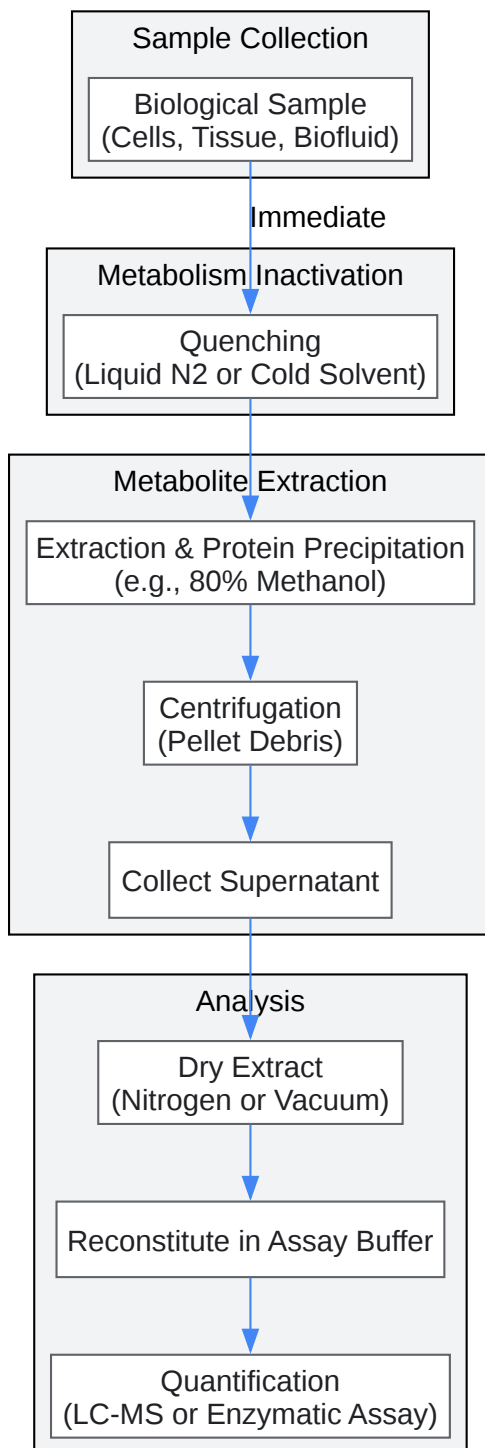 Sample Collection
Biological Sample
(Cells, Tissue, Biofluid)
Immediate
Metabolism Inactivation
Quenching
(Liquid N2 or Cold Solvent)
Metabolite Extraction
Extraction & Protein Precipitation
(e.g., 80% Methanol)
Centrifugation
(Pellet Debris)
Collect Supernatant
Analysis
Dry Extract
(Nitrogen or Vacuum)
Reconstitute in Assay Buffer
Quantification
(LC-MS or Enzymatic Assay)